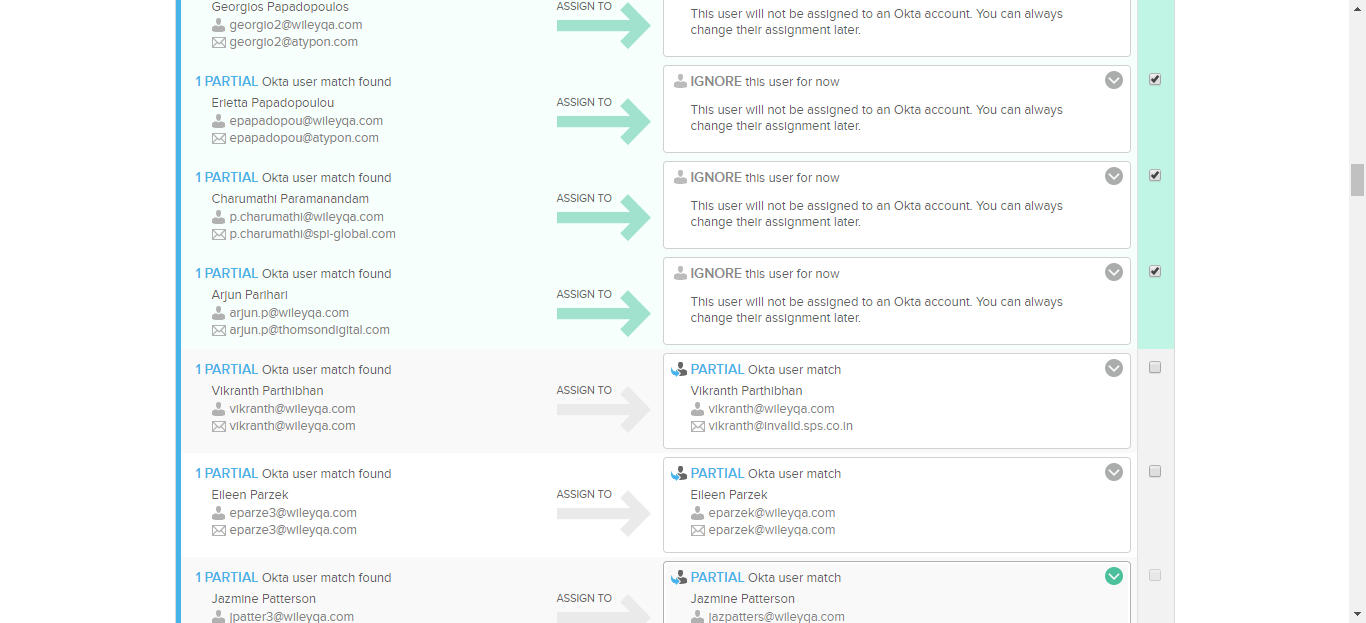 Georgios Papadopoulos
georgio2@wileyqa.com
georgio2@atypon.com
ASSIGN TO
This user will not be assigned to an Okta account. You can always
change their assignment later.
1 PARTIAL Okta user match found
Erietta Papadopoulou
epapadopou@wileyqa.com
epapadopou@atypon.com
ASSIGN TO
IGNORE this user for now
This user will not be assigned to an Okta account. You can always
change their assignment later.
1 PARTIAL Okta user match found
Charumathi Paramanandam
p.charumathi@wileyqa.com
p.charumathi@spi-global.com
ASSIGN TO
IGNORE this user for now
This user will not be assigned to an Okta account. You can always
change their assignment later.
1 PARTIAL Okta user match found
Arjun Parihari
arjun.p@wileyqa.com
arjun.p@thomsondigital.com
ASSIGN TO
IGNORE this user for now
This user will not be assigned to an Okta account. You can always
change their assignment later.
1 PARTIAL Okta user match found
Vikranth Parthibhan
vikranth@wileyqa.com
vikranth@wileyqa.com
ASSIGN TO
PARTIAL Okta user match
Vikranth Parthibhan
vikranth@wileyqa.com
vikranth@invalid.sps.co.in
1 PARTIAL Okta user match found
Eileen Parzek
eparze3@wileyqa.com
eparze3@wileyqa.com
ASSIGN TO
PARTIAL Okta user match
Eileen Parzek
eparzek@wileyqa.com
eparzek@wileyqa.com
1 PARTIAL Okta user match found
Jazmine Patterson
jpatter3@wileyqa.com
ASSIGN TO
PARTIAL Okta user match
Jazmine Patterson
jazpatters@wileyqa.com